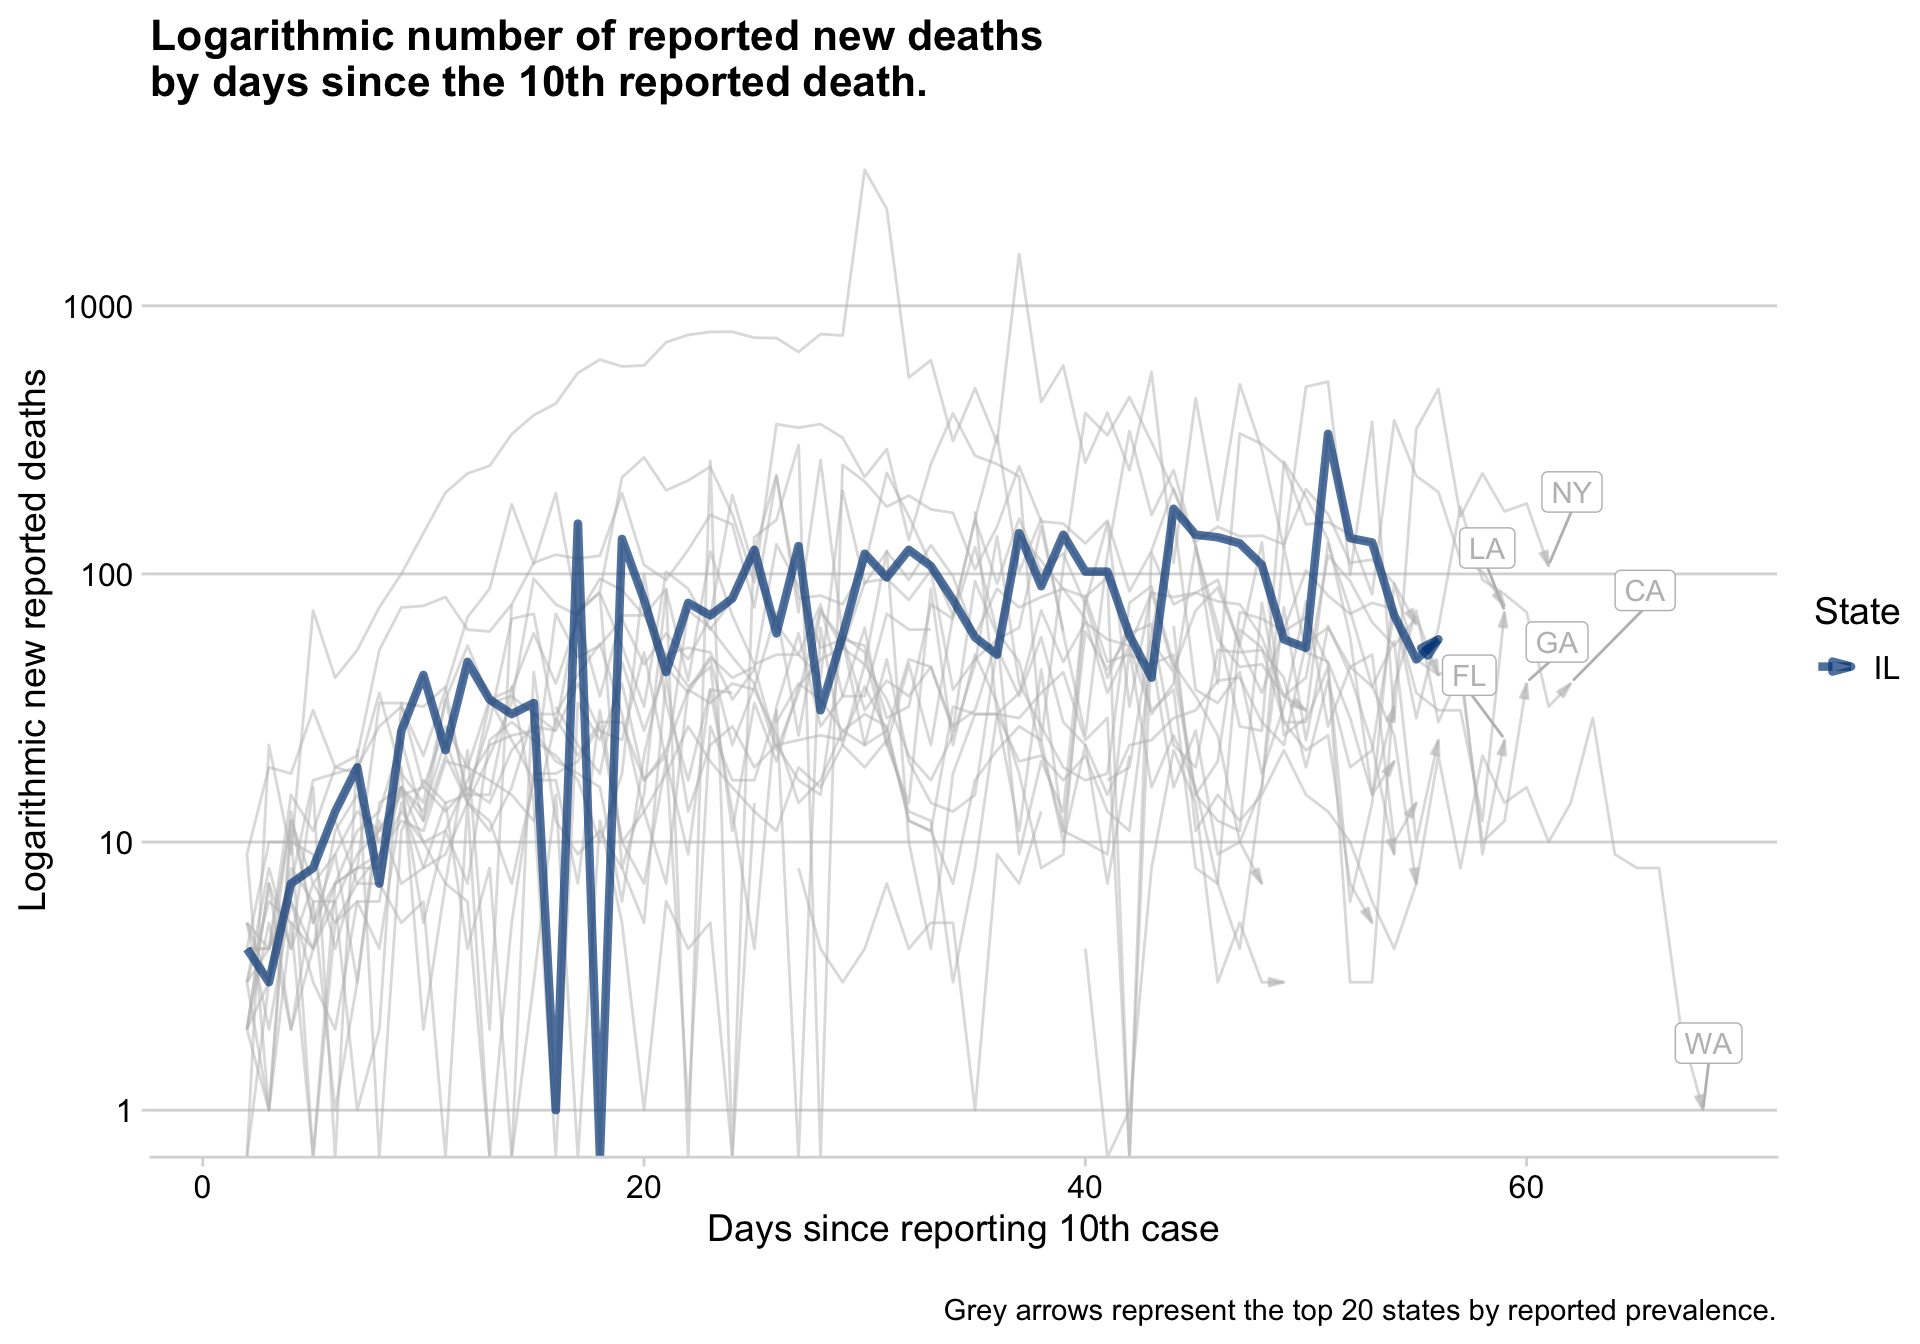 Logarithmic number of reported new deaths
by days since the 10th reported death.
Logarithmic new reported deaths
1000
100
10
1
NY
LA
CA
GA
FL
WA
State
IL
0 20 40 60
Days since reporting 10th case
Grey arrows represent the top 20 states by reported prevalence.